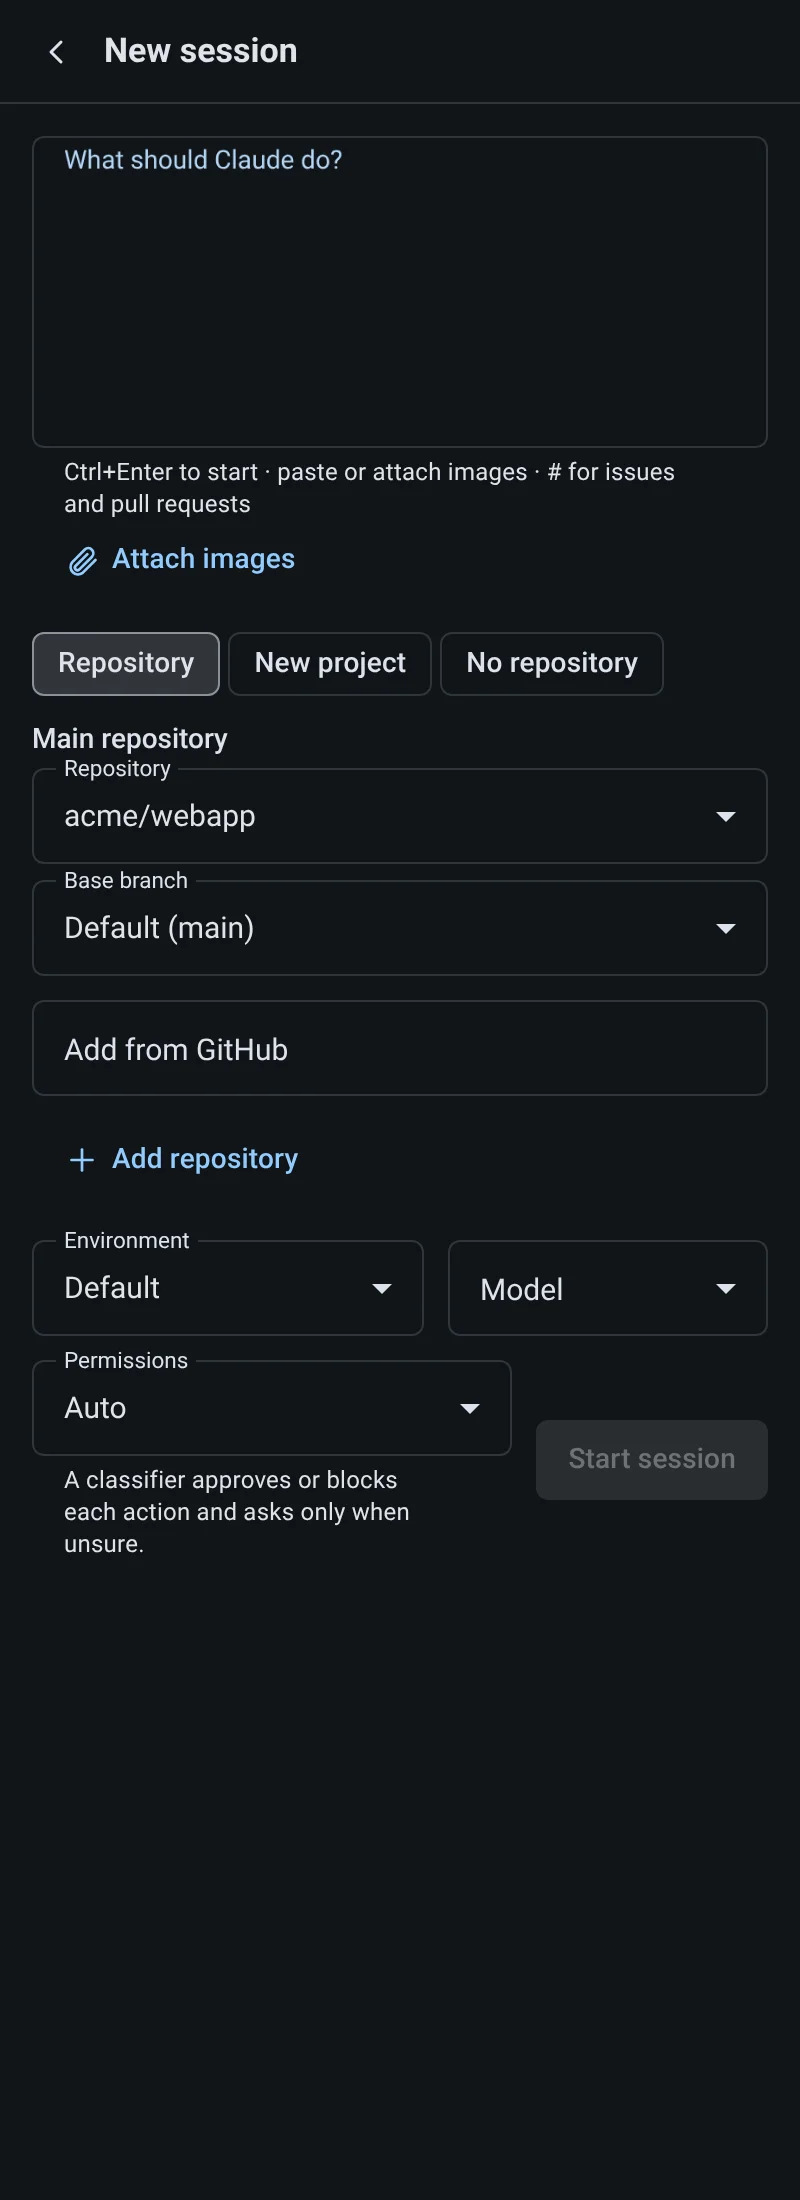 New session
What should Claude do?
Ctrl+Enter to start · paste or attach images · # for issues
and pull requests
Attach images
Repository
New project
No repository
Main repository
Repository
acme/webapp
Base branch
Default (main)
Add from GitHub
Add repository
Environment
Default
Model
Permissions
Auto
A classifier approves or blocks
each action and asks only when
unsure.
Start session